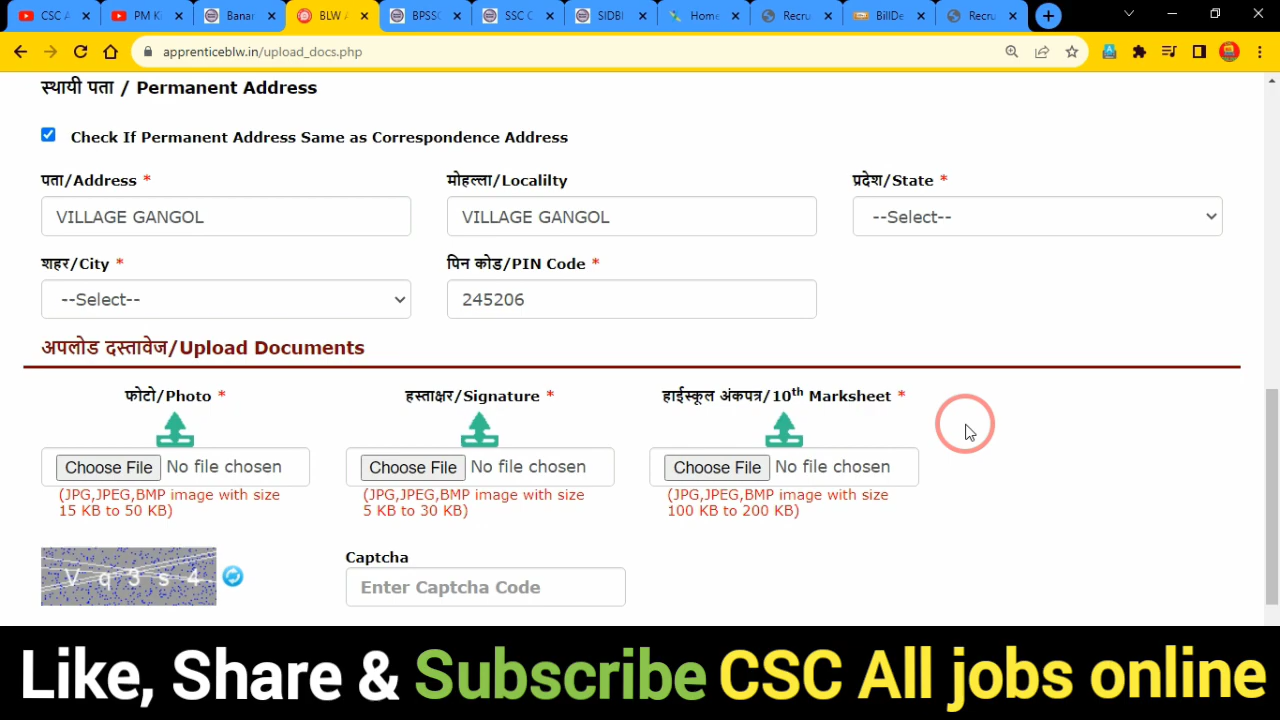 CSC A
PM Ki
Banar
BLW A
BPSSC
SSC C
SIDBI
Home
Recru
BillDe
Recru
apprenticeblw.in/upload_docs.php
स्थायी पता / Permanent Address
Check If Permanent Address Same as Correspondence Address
पता/Address *
मोहल्ला/Localilty
प्रदेश/State *
VILLAGE GANGOL
VILLAGE GANGOL
--Select--
शहर/City *
पिन कोड/PIN Code *
--Select--
245206
अपलोड दस्तावेज/Upload Documents
फोटो/Photo *
हस्ताक्षर/Signature *
हाईस्कूल अंकपत्र/10th Marksheet *
Choose File No file chosen
Choose File No file chosen
Choose File No file chosen
(JPG,JPEG,BMP image with size
15 KB to 50 KB)
(JPG,JPEG,BMP image with size
5 KB to 30 KB)
(JPG,JPEG,BMP image with size
100 KB to 200 KB)
V q 3 s 4
Captcha
Enter Captcha Code
Like, Share & Subscribe CSC All jobs online